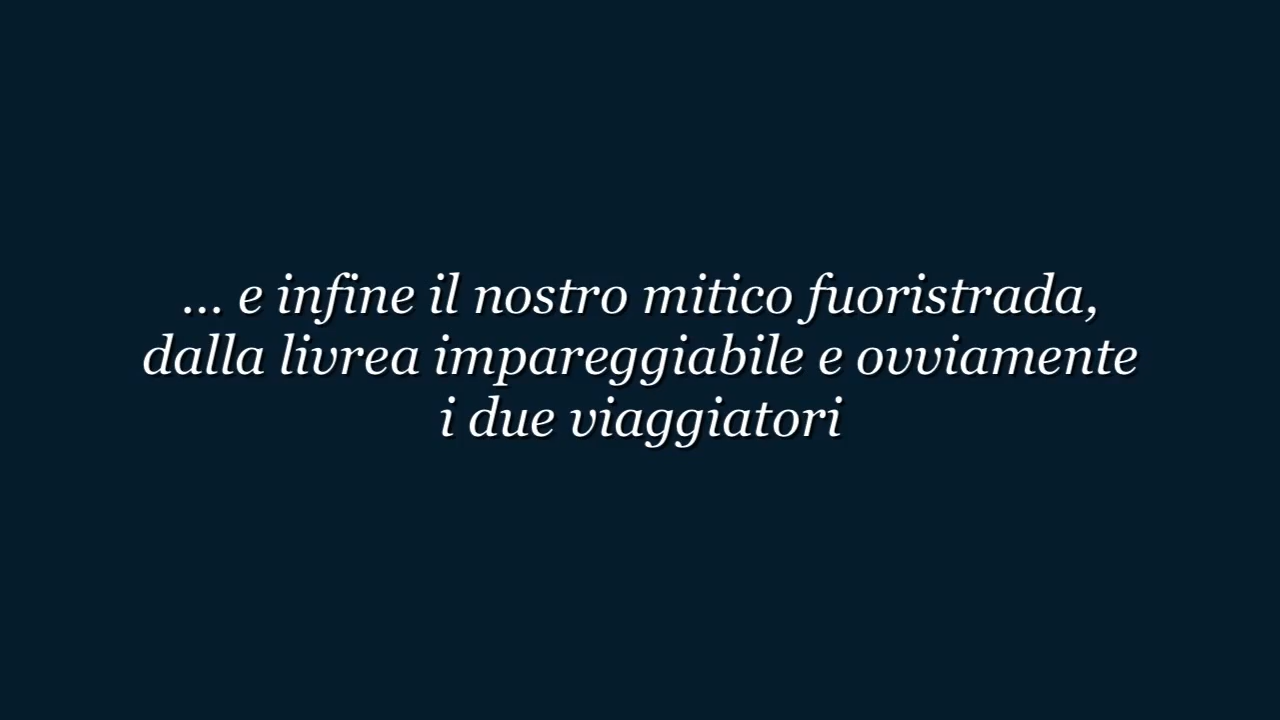 ... e infine il nostro mitico fuoristrada,
dalla livrea impareggiabile e ovviamente
i due viaggiatori